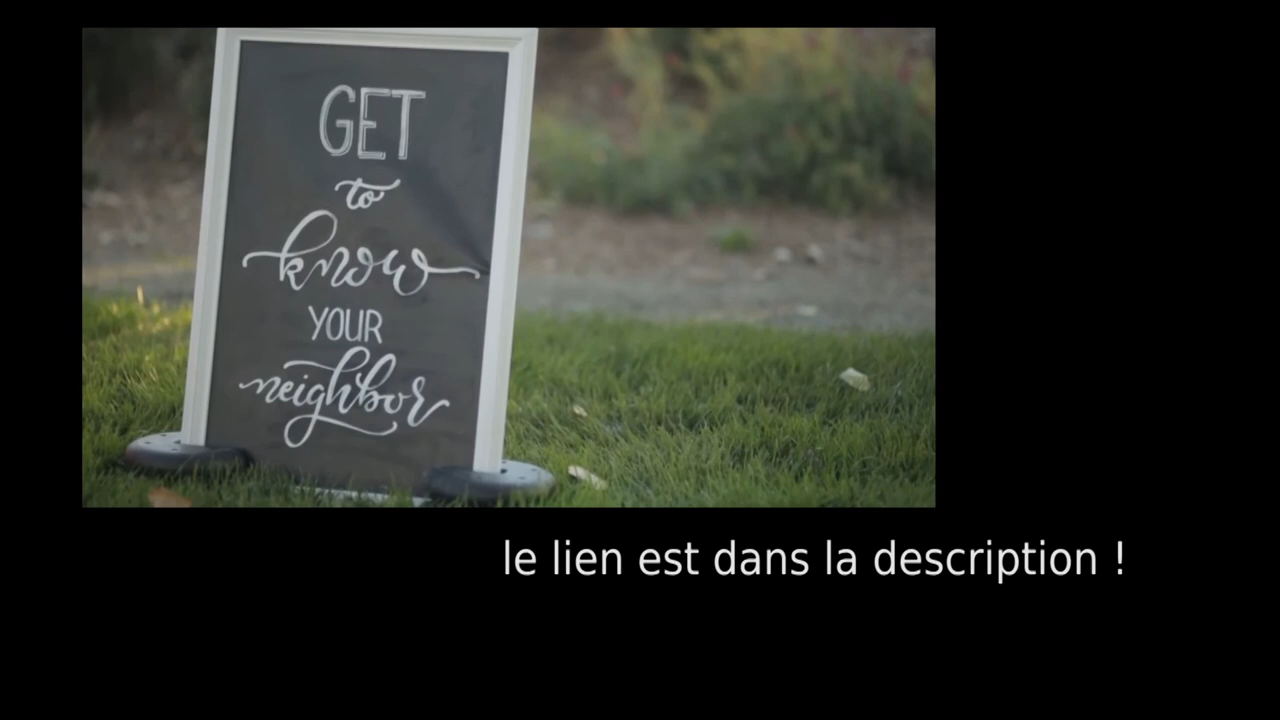 GET
to
know
YOUR
neighbor
le lien est dans la description !